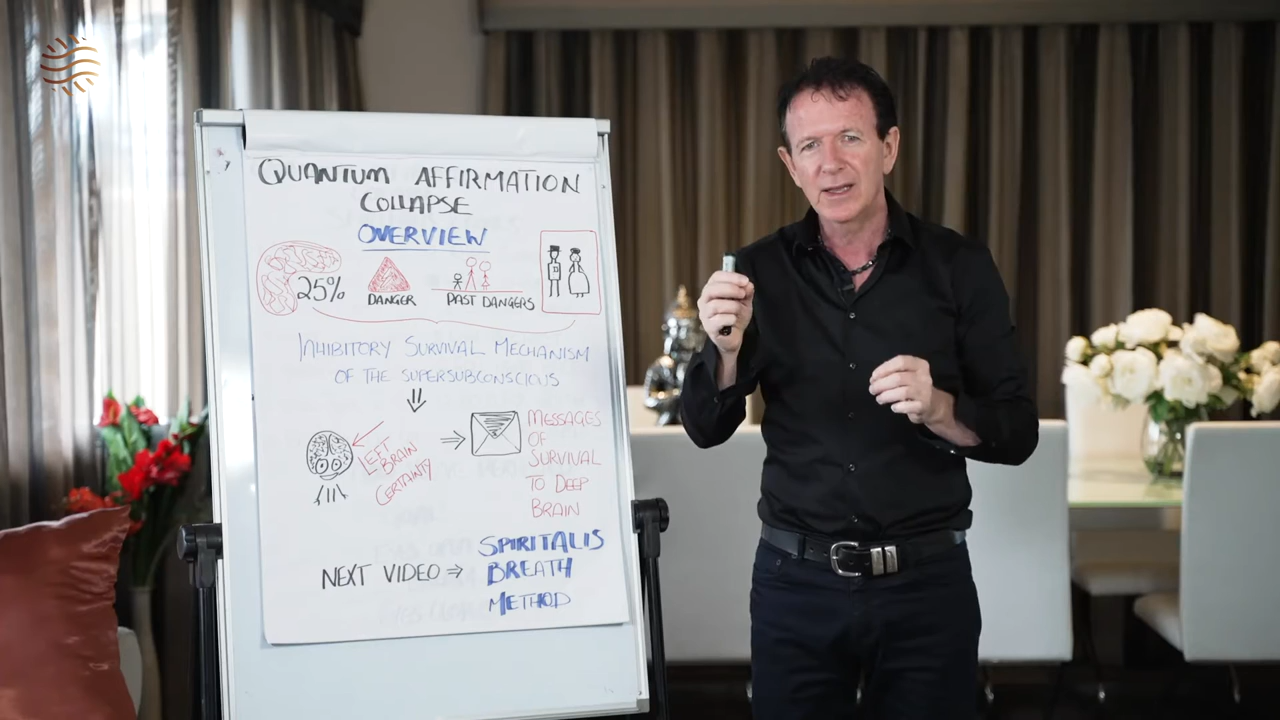 QUANTUM AFFIRMATION
COLLAPSE
OVERVIEW
25%
DANGER
PAST DANGERS
INHIBITORY SURVIVAL MECHANISM
OF THE SUPERSUBCONSCIOUS
LEFT
BRAIN
CERTAINTY
MESSAGES
OF
SURVIVAL
TO DEEP
BRAIN
NEXT VIDEO ⇒ SPIRITALIS
BREATH
METHOD